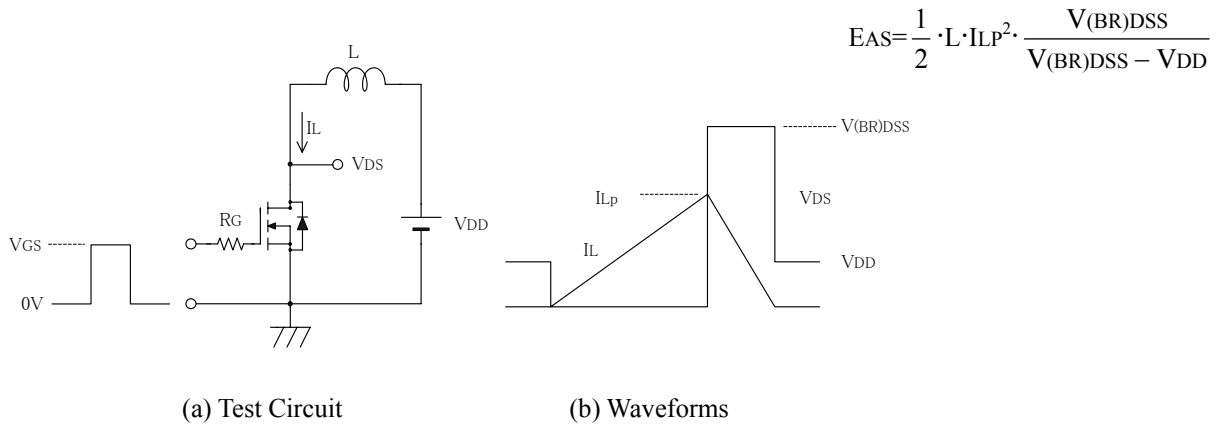 EAS=1/2·L·ILP²·V(BR)DSS/V(BR)DSS – VDD
L
IL
VDS
RG
VDD
VGS
0V
V(BR)DSS
ILp
VDS
IL
VDD
(a) Test Circuit
(b) Waveforms